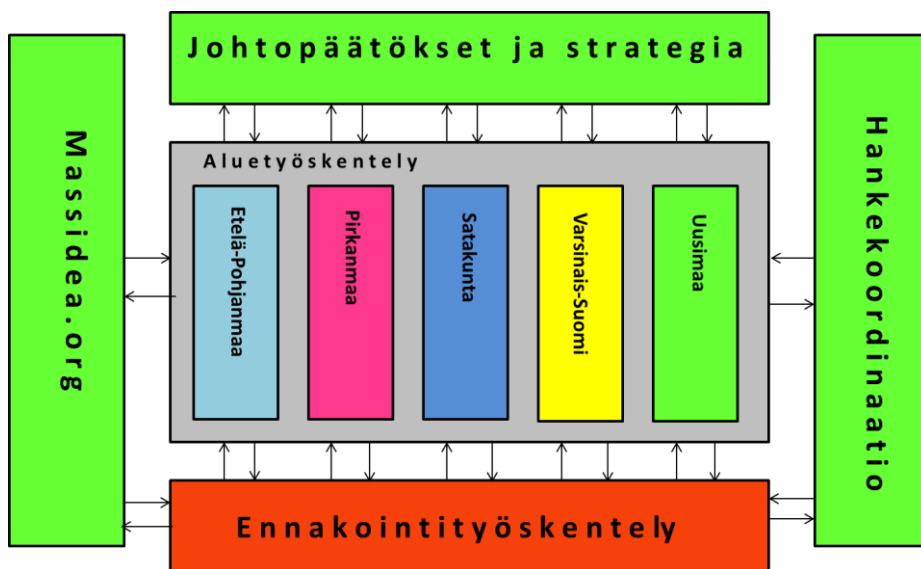 Johtopäätökset ja strategia
Massidea.org
Aluetyöskentely
Etelä-Pohjanmaa
Pirkanmaa
Satakunta
Varsinais-Suomi
Uusimaa
Hankekoordinaatio
Ennakointityöskentely